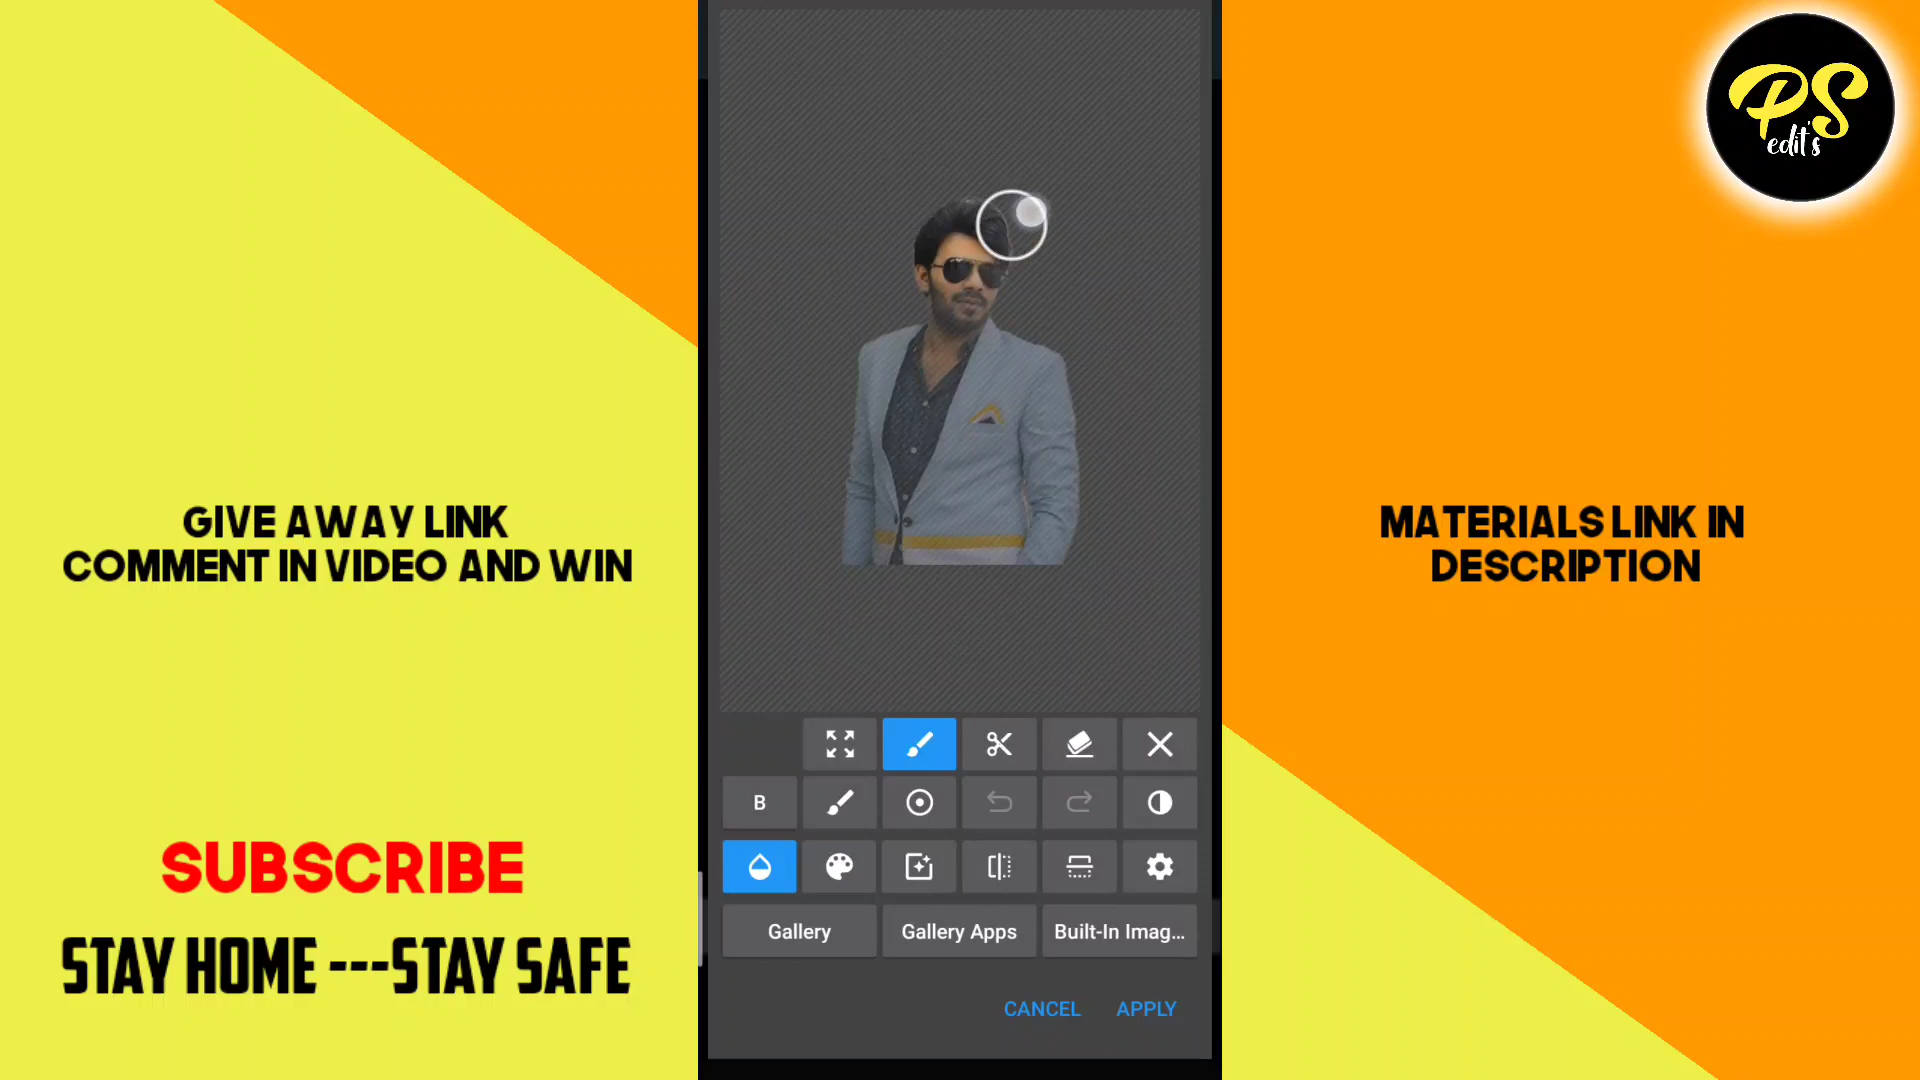 PS
edit's
GIVE AWAY LINK
COMMENT IN VIDEO AND WIN
MATERIALS LINK IN
DESCRIPTION
SUBSCRIBE
STAY HOME ---STAY SAFE
B
Gallery
Gallery Apps
Built-In Imag...
CANCEL
APPLY